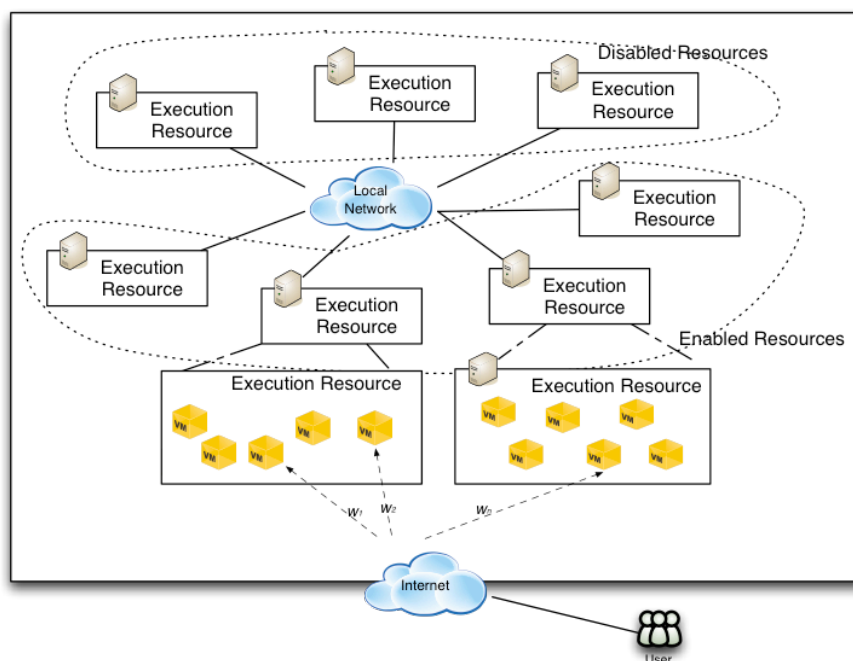 Disabled Resources
Execution
Resource
Execution
Resource
Execution
Resource
Local
Network
Execution
Resource
Execution
Resource
Execution
Resource
Execution
Resource
Enabled Resources
Execution Resource
VM
VM
VM
VM
VM
Execution Resource
VM
VM
VM
VM
VM
VM
W1
W2
Wn
Internet
User